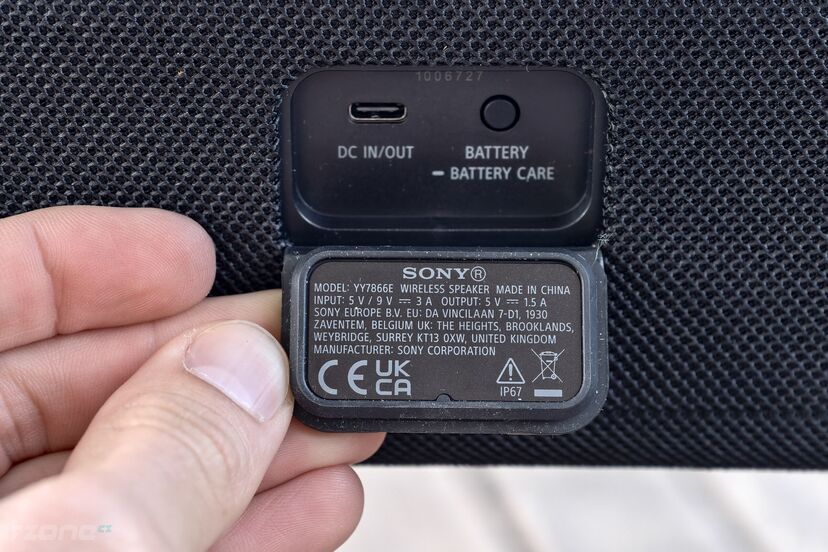 1006727
DC IN/OUT
BATTERY
– BATTERY CARE
SONY®
MODEL: YY7866E WIRELESS SPEAKER MADE IN CHINA
INPUT: 5 V / 9 V ⎓ 3 A OUTPUT: 5 V ⎓ 1.5 A
SONY EUROPE B.V. EU: DA VINCILAAN 7-D1, 1930
ZAVENTEM, BELGIUM UK: THE HEIGHTS, BROOKLANDS,
WEYBRIDGE, SURREY KT13 0XW, UNITED KINGDOM
MANUFACTURER: SONY CORPORATION
CE UK
CA
IP67